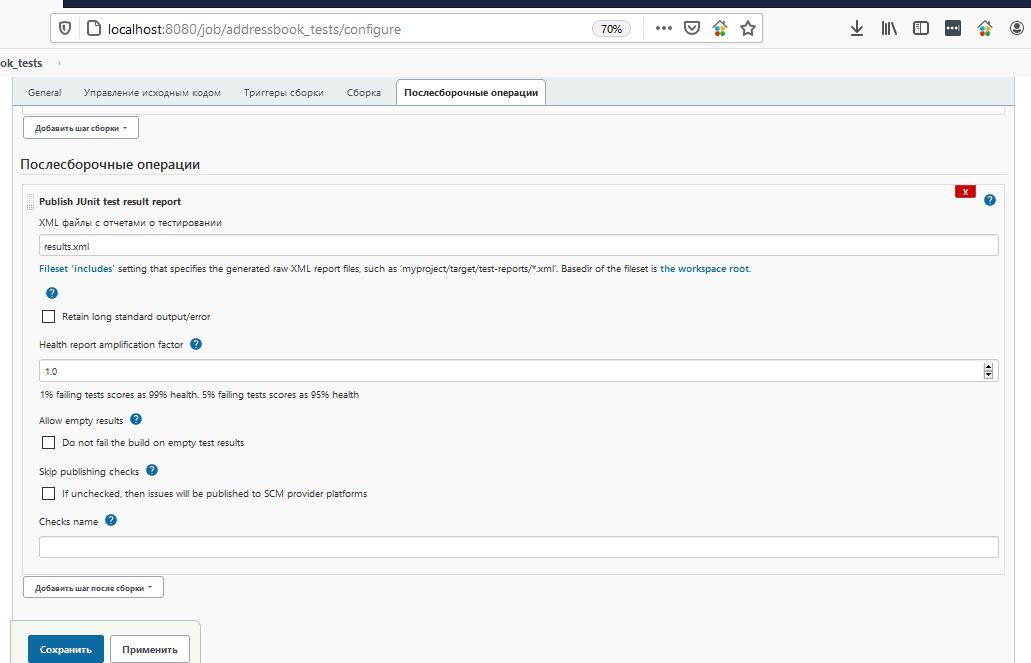 localhost:8080/job/addressbook_tests/configure
70%
ok_tests
General
Управление исходным кодом
Триггеры сборки
Сборка
Послесборочные операции
Добавить шаг сборки
Послесборочные операции
X
Publish JUnit test result report
XML файлы с отчетами о тестировании
results.xml
Fileset 'includes' setting that specifies the generated raw XML report files, such as 'myproject/target/test-reports/*.xml'. Basedir of the fileset is the workspace root.
Retain long standard output/error
Health report amplification factor
1.0
1% failing tests scores as 99% health. 5% failing tests scores as 95% health
Allow empty results
Do not fail the build on empty test results
Skip publishing checks
If unchecked, then issues will be published to SCM provider platforms
Checks name
Добавить шаг после сборки
Сохранить
Применить